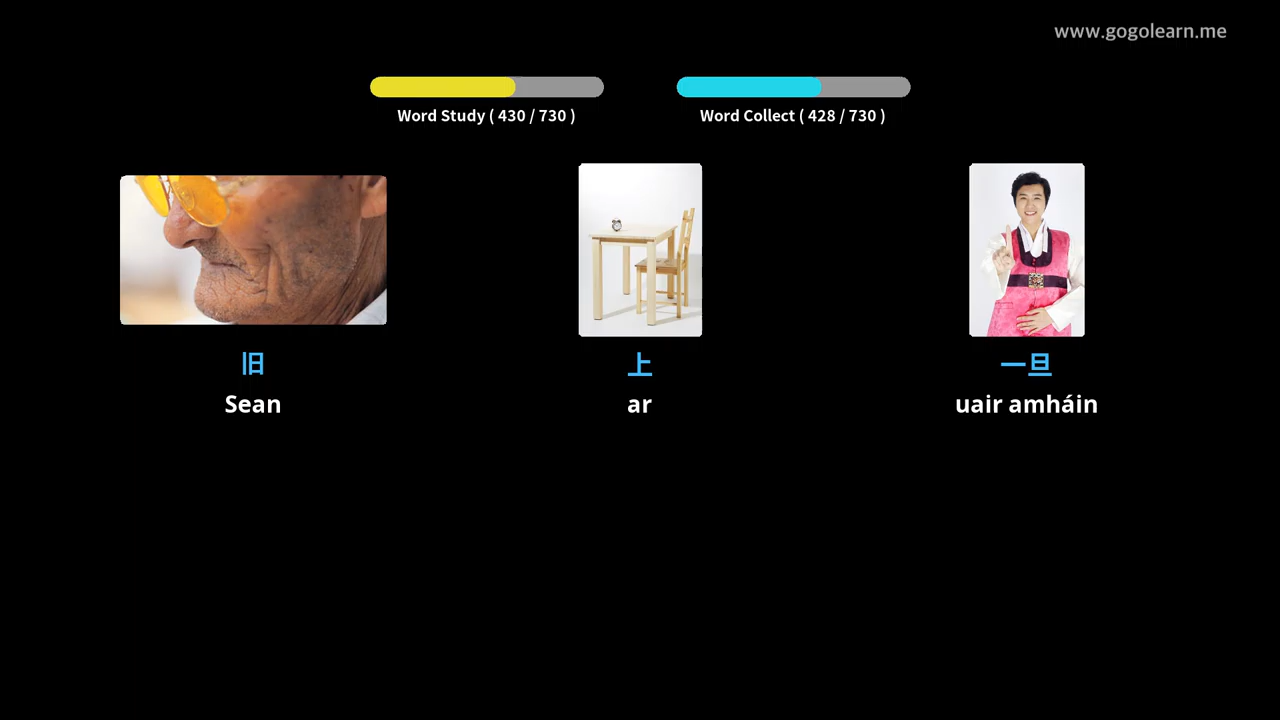 www.gogolearn.me
Word Study ( 430 / 730 )
Word Collect ( 428 / 730 )
旧
Sean
上
ar
一旦
uair amháin